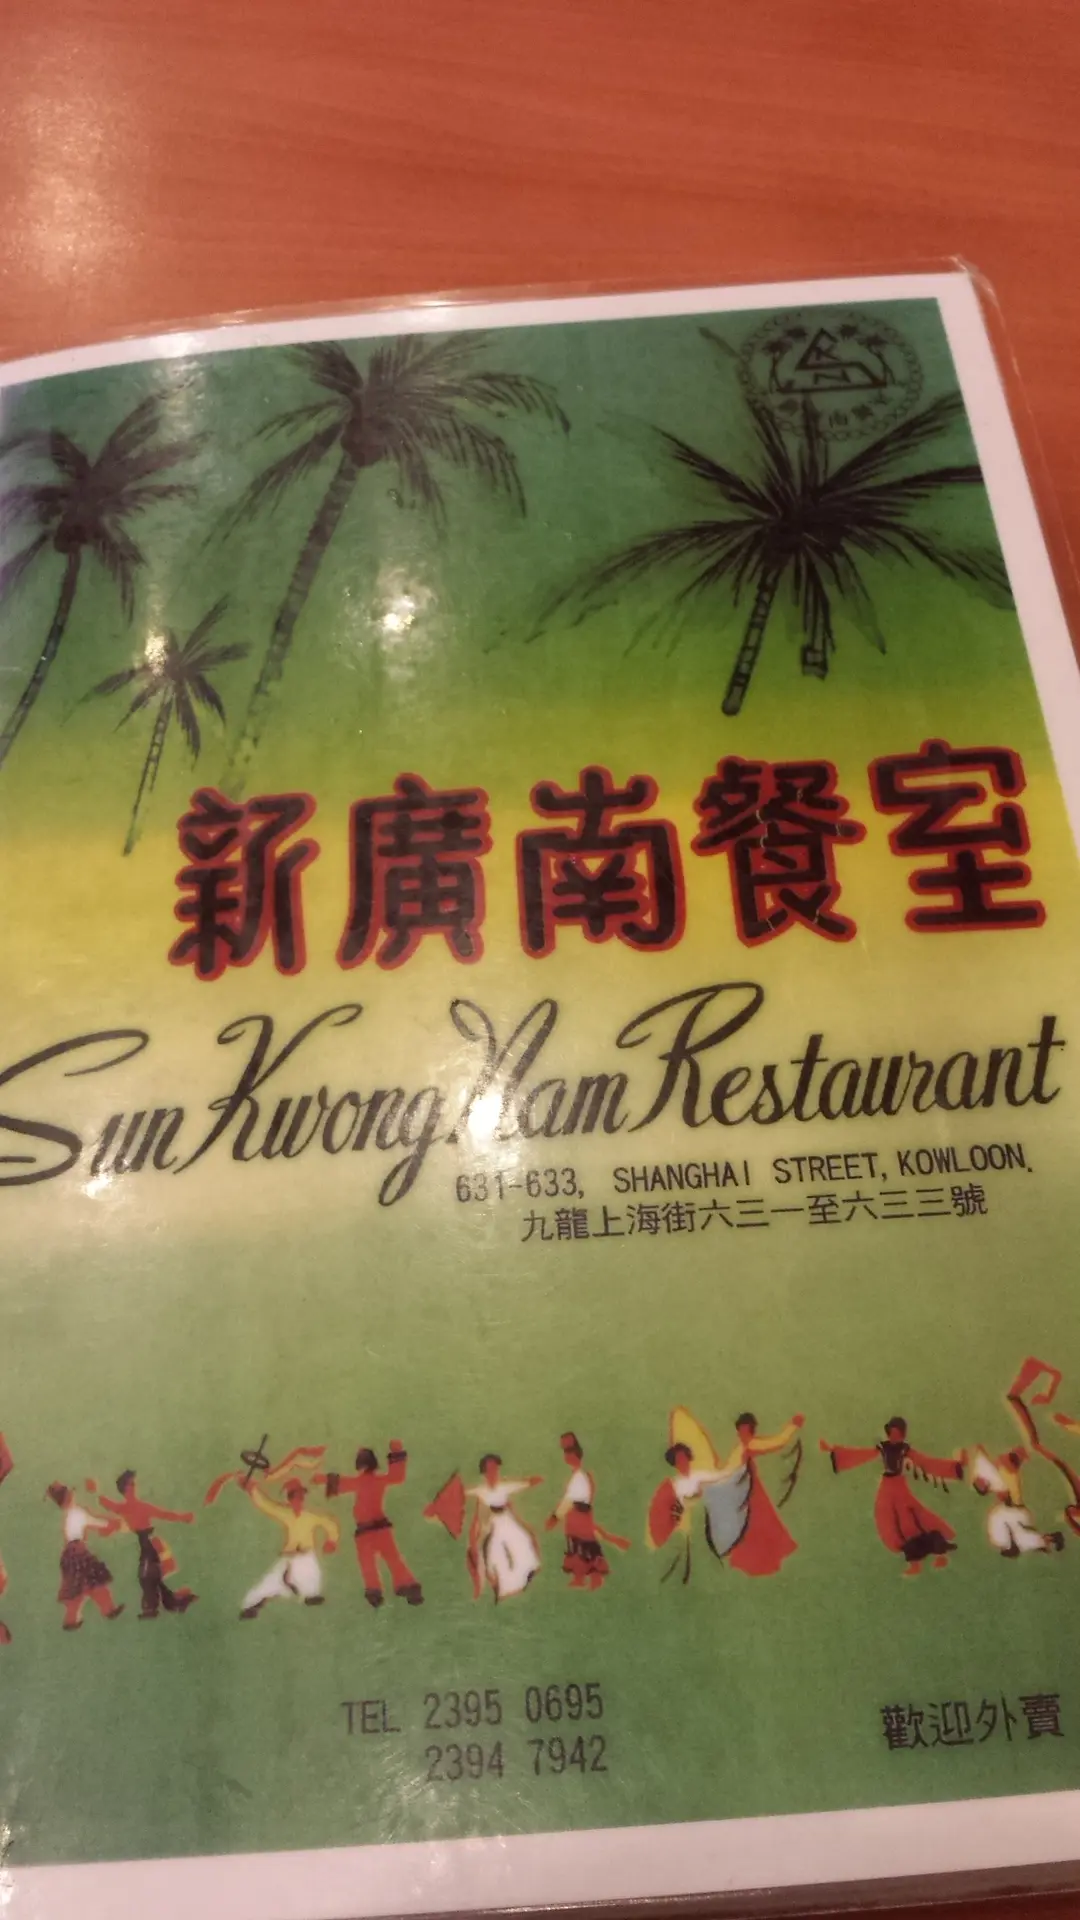 新廣南餐室
Sun Kwong Nam Restaurant
631-633, SHANGHAI STREET, KOWLOON.
九龍上海街六三一至六三三號
TEL 2395 0695
2394 7942
歡迎外賣